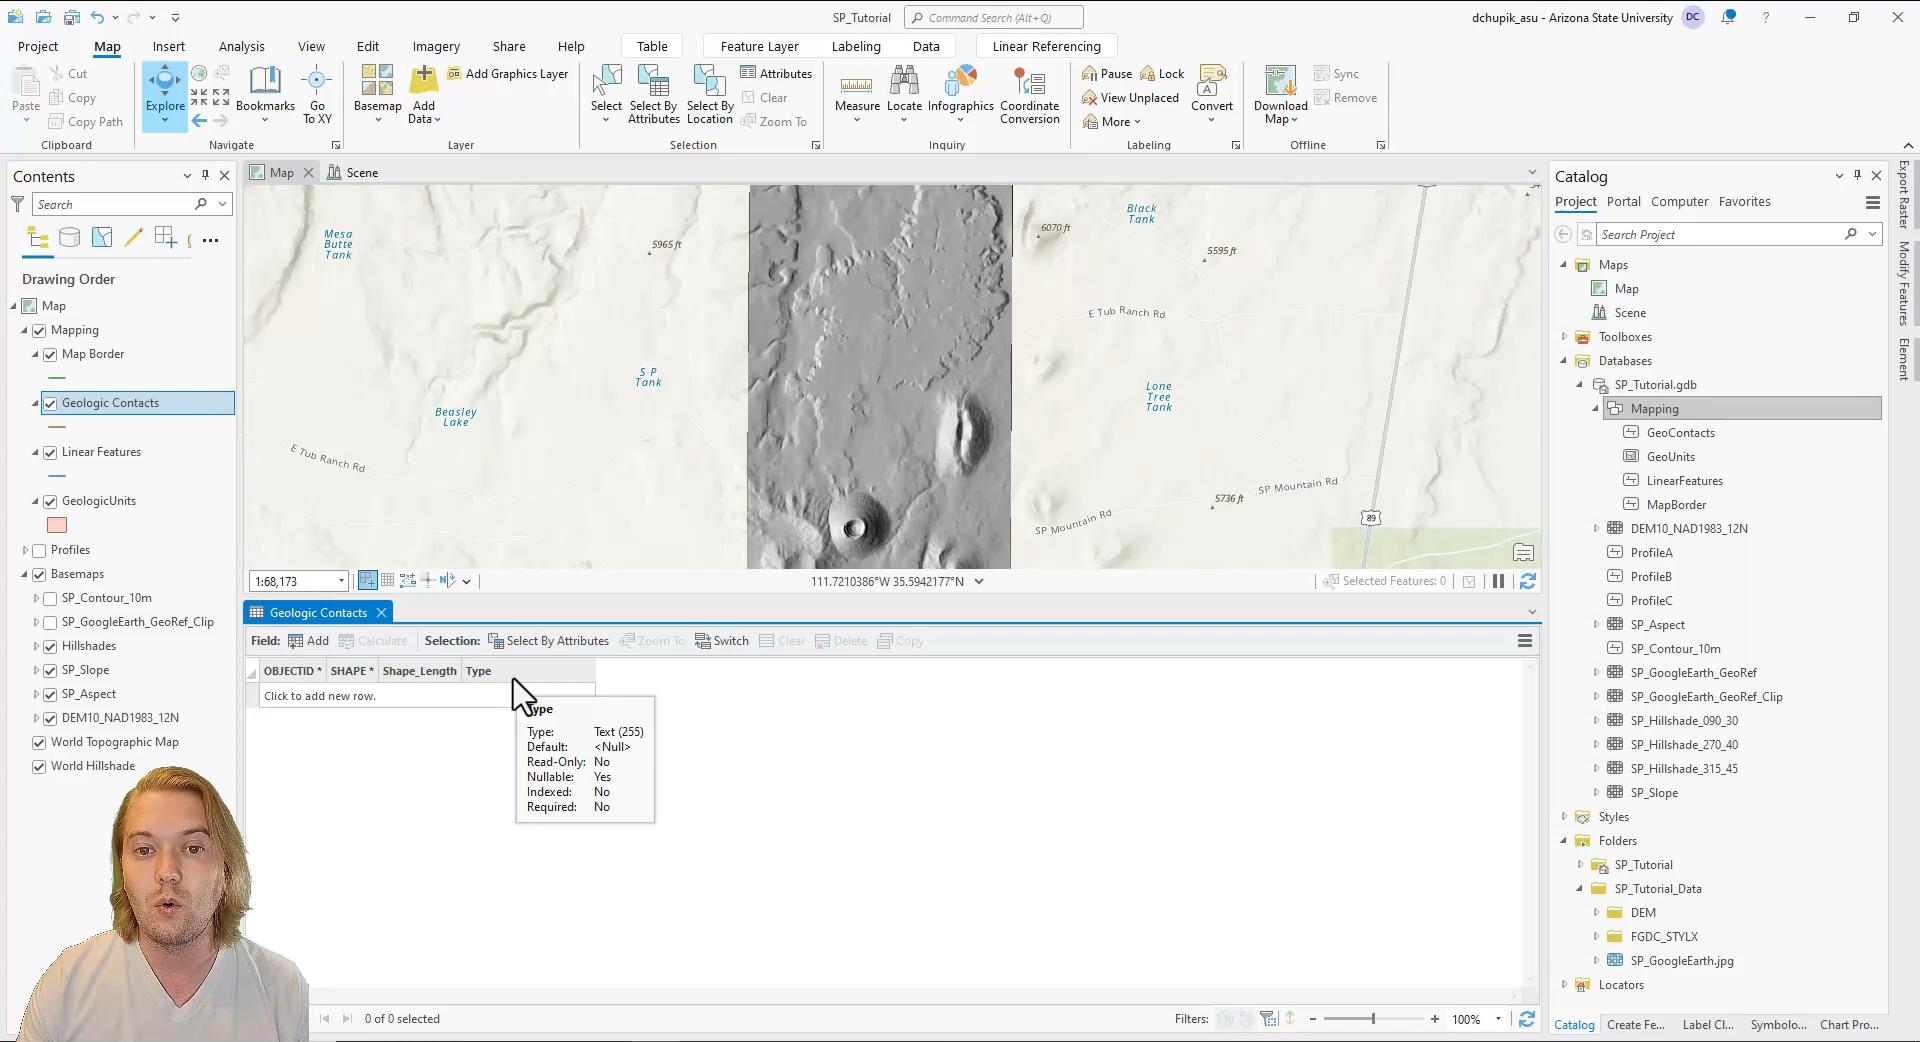 SP_Tutorial
Command Search (Alt+Q)
dchupik_asu - Arizona State University
DC
?
Project
Map
Insert
Analysis
View
Edit
Imagery
Share
Help
Table
Feature Layer
Labeling
Data
Linear Referencing
Paste
Cut
Copy
Copy Path
Clipboard
Explore
Bookmarks
Go
To XY
Navigate
Basemap
Add
Data
Add Graphics Layer
Layer
Select
Select By
Attributes
Select By
Location
Attributes
Clear
Zoom To
Selection
Measure
Locate
Infographics
Coordinate
Conversion
Inquiry
Pause
Lock
View Unplaced
More
Convert
Labeling
Download
Map
Sync
Remove
Offline
Contents
Search
Drawing Order
Map
Mapping
Map Border
Geologic Contacts
Linear Features
GeologicUnits
Profiles
Basemaps
SP_Contour_10m
SP_GoogleEarth_GeoRef_Clip
Hillshades
SP_Slope
SP_Aspect
DEM10_NAD1983_12N
World Topographic Map
World Hillshade
Map
Scene
Mesa
Butte
Tank
5965 ft
S P
Tank
Beasley
Lake
E Tub Ranch Rd
6070 ft
Black
Tank
5595 ft
E Tub Ranch Rd
Lone
Tree
Tank
5736 ft
SP Mountain Rd
SP Mountain Rd
89
1:68,173
111.7210386°W 35.5942177°N
Selected Features: 0
Geologic Contacts
Field:
Add
Calculate
Selection:
Select By Attributes
Zoom To
Switch
Clear
Delete
Copy
OBJECTID *
SHAPE *
Shape_Length
Type
Click to add new row.
Type: Text (255)
Default: <Null>
Read-Only: No
Nullable: Yes
Indexed: No
Required: No
0 of 0 selected
Filters:
100%
Catalog
Project
Portal
Computer
Favorites
Search Project
Maps
Map
Scene
Toolboxes
Databases
SP_Tutorial.gdb
Mapping
GeoContacts
GeoUnits
LinearFeatures
MapBorder
DEM10_NAD1983_12N
ProfileA
ProfileB
ProfileC
SP_Aspect
SP_Contour_10m
SP_GoogleEarth_GeoRef
SP_GoogleEarth_GeoRef_Clip
SP_Hillshade_090_30
SP_Hillshade_270_40
SP_Hillshade_315_45
SP_Slope
Styles
Folders
SP_Tutorial
SP_Tutorial_Data
DEM
FGDC_STYLX
SP_GoogleEarth.jpg
Locators
Catalog
Create Fe...
Label Cl...
Symbolo...
Chart Pro...
Export Raster
Modify Features
Element